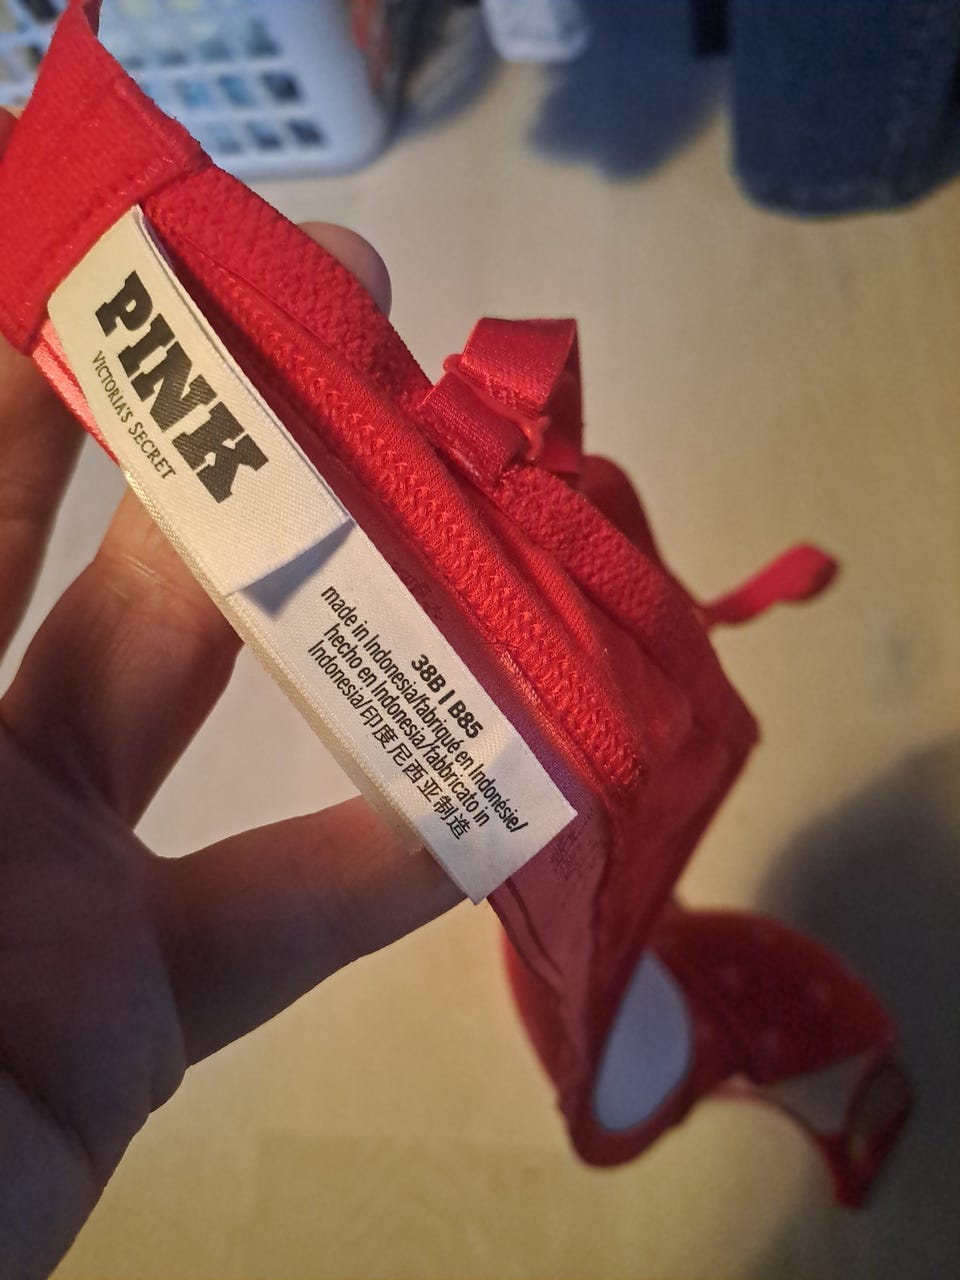 PINK
VICTORIA'S SECRET
38B | B85
made in Indonesia/fabriqué en Indonésie/
hecho en Indonesia/fabbricato in
Indonesia/印度尼西亚制造